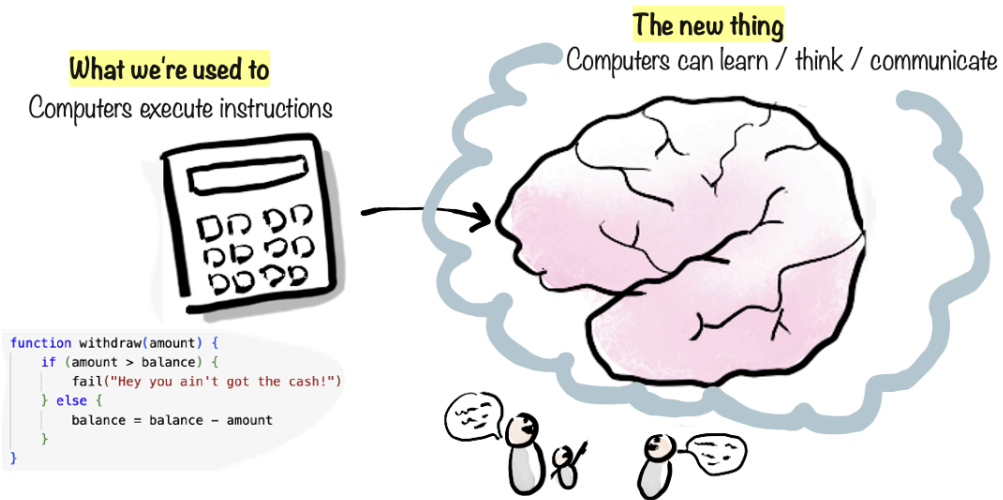 What we're used to
Computers execute instructions
The new thing
Computers can learn / think / communicate
function withdraw(amount) {
    if (amount > balance) {
        fail("Hey you ain't got the cash!")
    } else {
        balance = balance - amount
    }
}